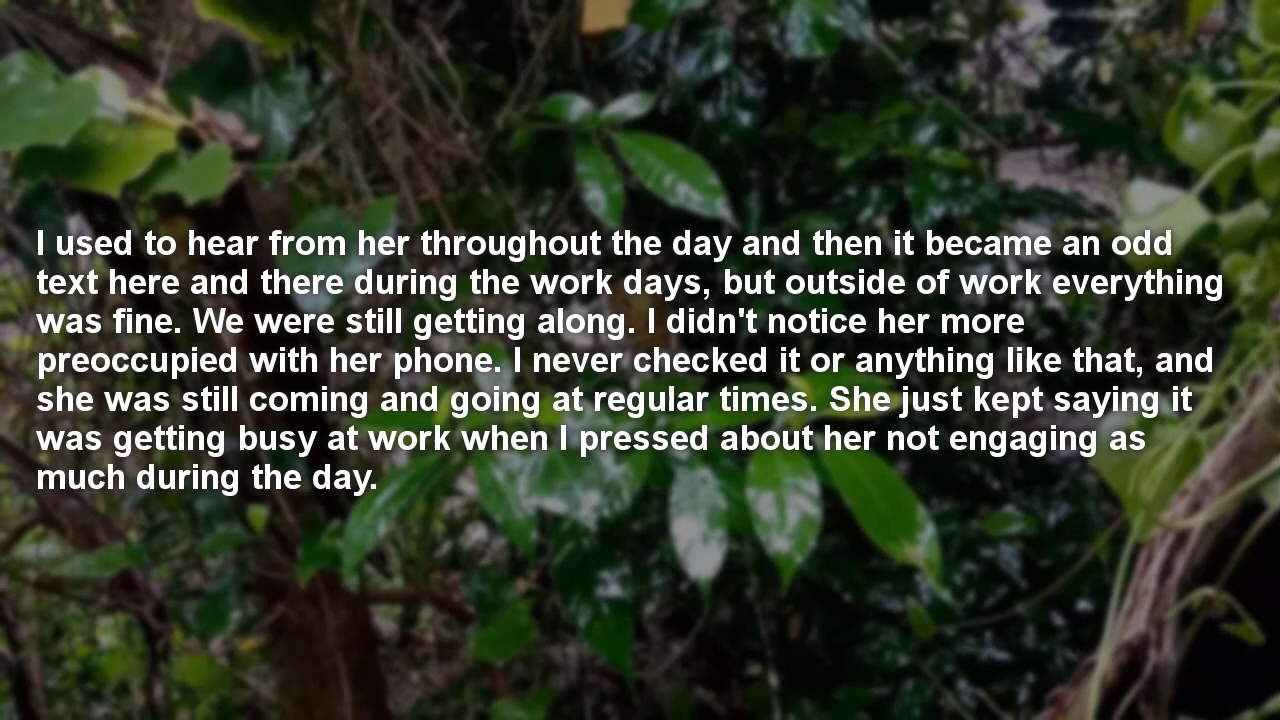 I used to hear from her throughout the day and then it became an odd
text here and there during the work days, but outside of work everything
was fine. We were still getting along. I didn't notice her more
preoccupied with her phone. I never checked it or anything like that, and
she was still coming and going at regular times. She just kept saying it
was getting busy at work when I pressed about her not engaging as
much during the day.